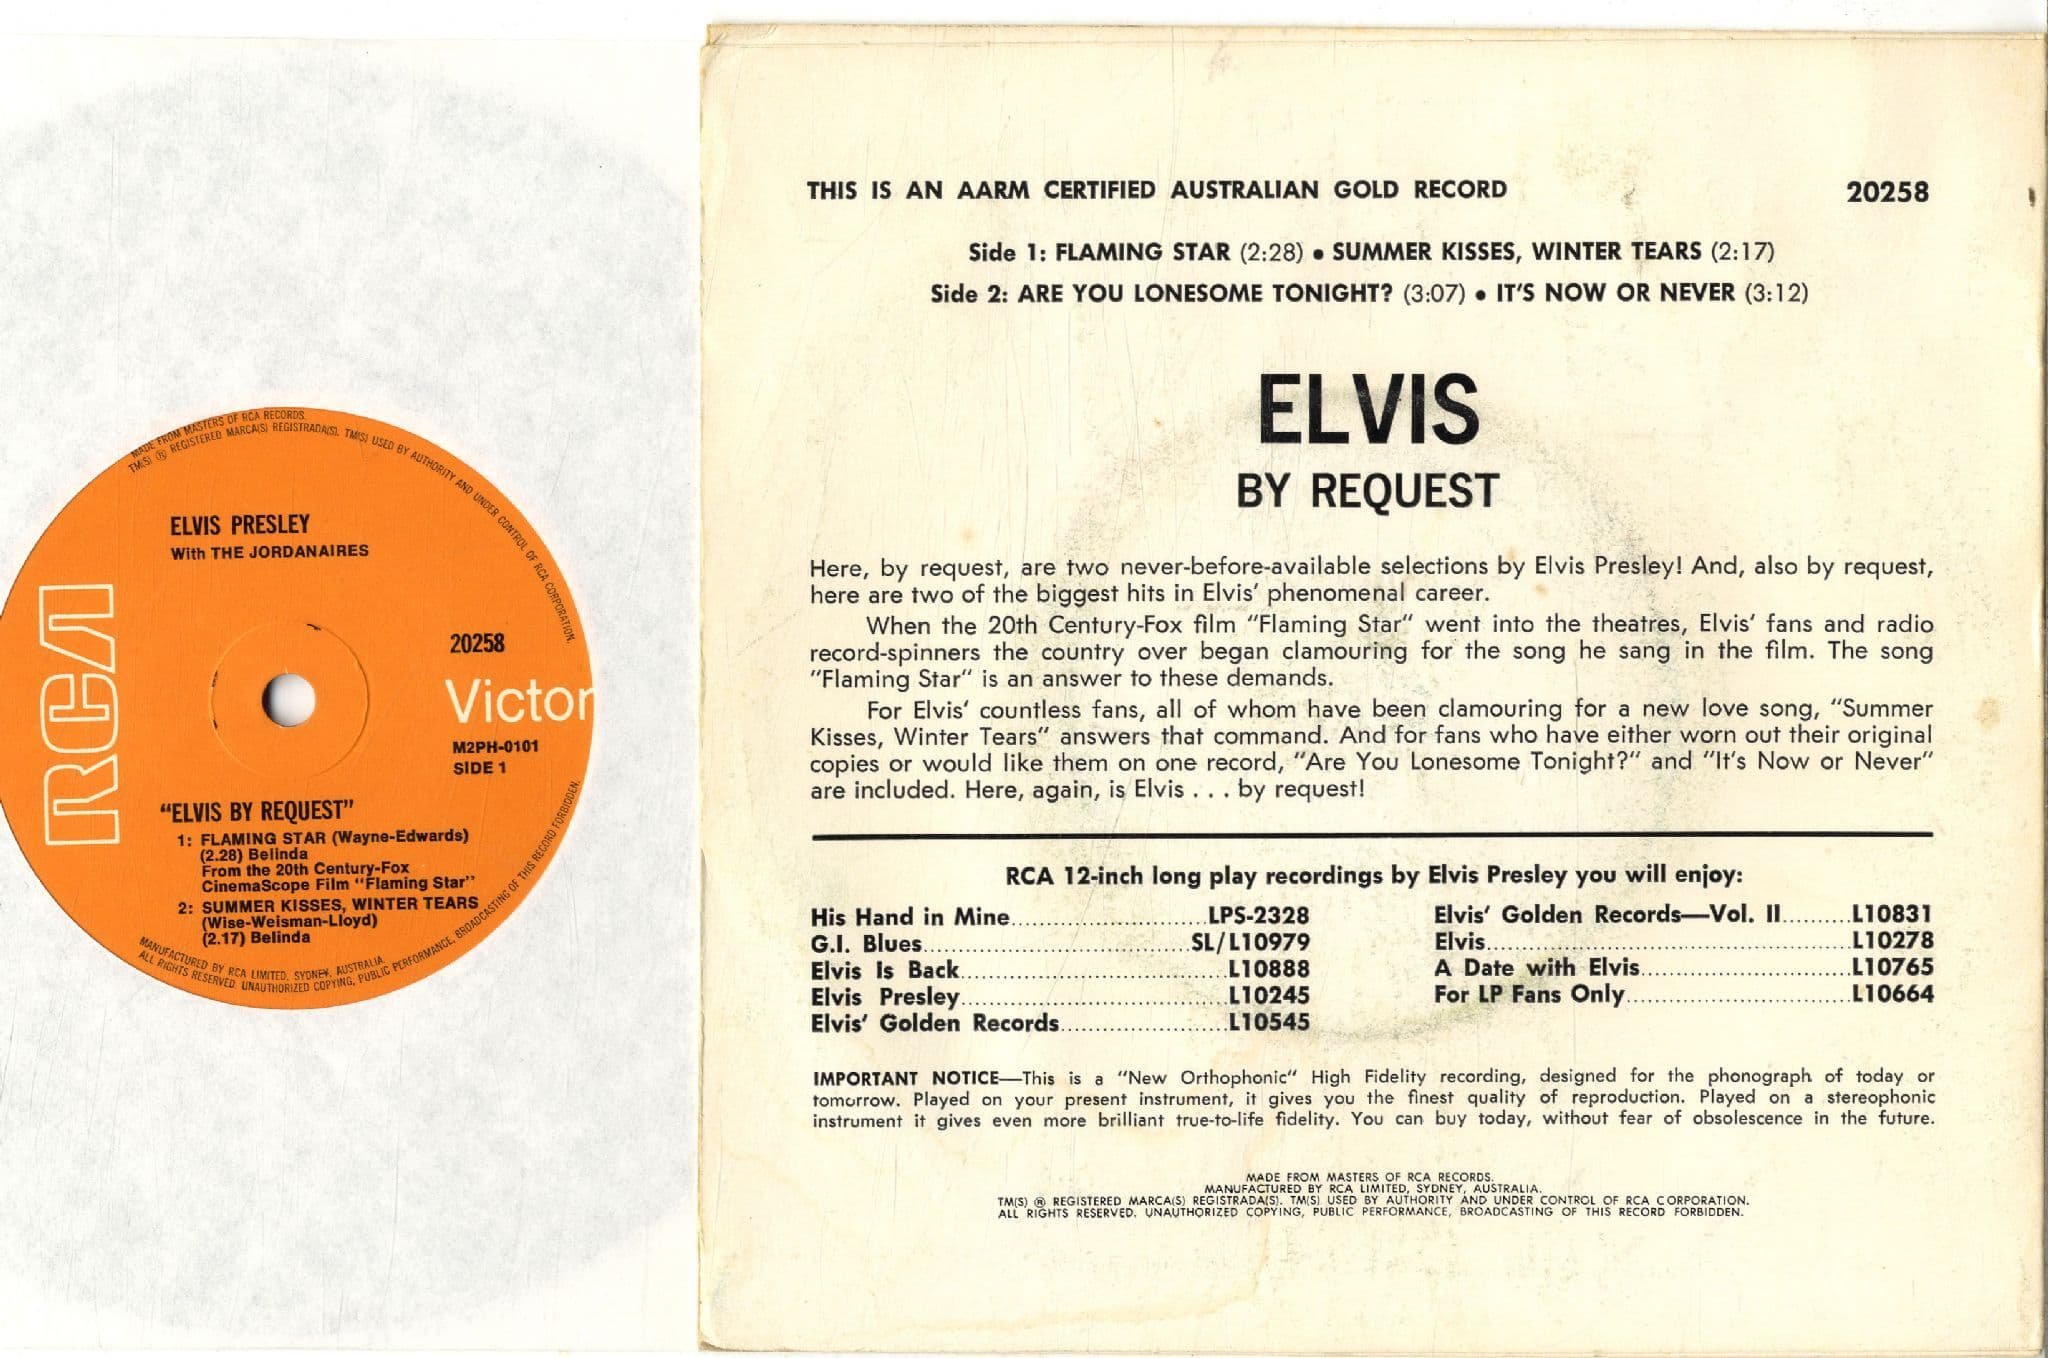 MADE FROM MASTERS OF RCA RECORDS.
TM(S) ® REGISTERED MARCA(S) REGISTRADA(S). TM(S) USED BY AUTHORITY AND UNDER CONTROL OF RCA CORPORATION.
ELVIS PRESLEY
With THE JORDANAIRES
RCA
20258
Victor
M2PH-0101
SIDE 1
"ELVIS BY REQUEST"
1: FLAMING STAR (Wayne-Edwards)
(2.28) Belinda
From the 20th Century-Fox
CinemaScope Film "Flaming Star"
2: SUMMER KISSES, WINTER TEARS
(Wise-Weisman-Lloyd)
(2.17) Belinda
MANUFACTURED BY RCA LIMITED, SYDNEY, AUSTRALIA.
ALL RIGHTS RESERVED. UNAUTHORIZED COPYING, PUBLIC PERFORMANCE, BROADCASTING OF THIS RECORD FORBIDDEN.
THIS IS AN AARM CERTIFIED AUSTRALIAN GOLD RECORD 20258
Side 1: FLAMING STAR (2:28) • SUMMER KISSES, WINTER TEARS (2:17)
Side 2: ARE YOU LONESOME TONIGHT? (3:07) • IT'S NOW OR NEVER (3:12)
ELVIS
BY REQUEST
Here, by request, are two never-before-available selections by Elvis Presley! And, also by request,
here are two of the biggest hits in Elvis' phenomenal career.
When the 20th Century-Fox film "Flaming Star" went into the theatres, Elvis' fans and radio
record-spinners the country over began clamouring for the song he sang in the film. The song
"Flaming Star" is an answer to these demands.
For Elvis' countless fans, all of whom have been clamouring for a new love song, "Summer
Kisses, Winter Tears" answers that command. And for fans who have either worn out their original
copies or would like them on one record, "Are You Lonesome Tonight?" and "It's Now or Never"
are included. Here, again, is Elvis . . . by request!
RCA 12-inch long play recordings by Elvis Presley you will enjoy:
His Hand in Mine..........................LPS-2328
G.I. Blues..................................SL/L10979
Elvis Is Back..................................L10888
Elvis Presley..................................L10245
Elvis' Golden Records.....................L10545
Elvis' Golden Records—Vol. II.........L10831
Elvis...............................................L10278
A Date with Elvis...........................L10765
For LP Fans Only.............................L10664
IMPORTANT NOTICE—This is a "New Orthophonic" High Fidelity recording, designed for the phonograph of today or
tomorrow. Played on your present instrument, it gives you the finest quality of reproduction. Played on a stereophonic
instrument it gives even more brilliant true-to-life fidelity. You can buy today, without fear of obsolescence in the future.
MADE FROM MASTERS OF RCA RECORDS.
MANUFACTURED BY RCA LIMITED, SYDNEY, AUSTRALIA.
TM(S) ® REGISTERED MARCA(S) REGISTRADA(S). TM(S) USED BY AUTHORITY AND UNDER CONTROL OF RCA CORPORATION.
ALL RIGHTS RESERVED. UNAUTHORIZED COPYING, PUBLIC PERFORMANCE, BROADCASTING OF THIS RECORD FORBIDDEN.